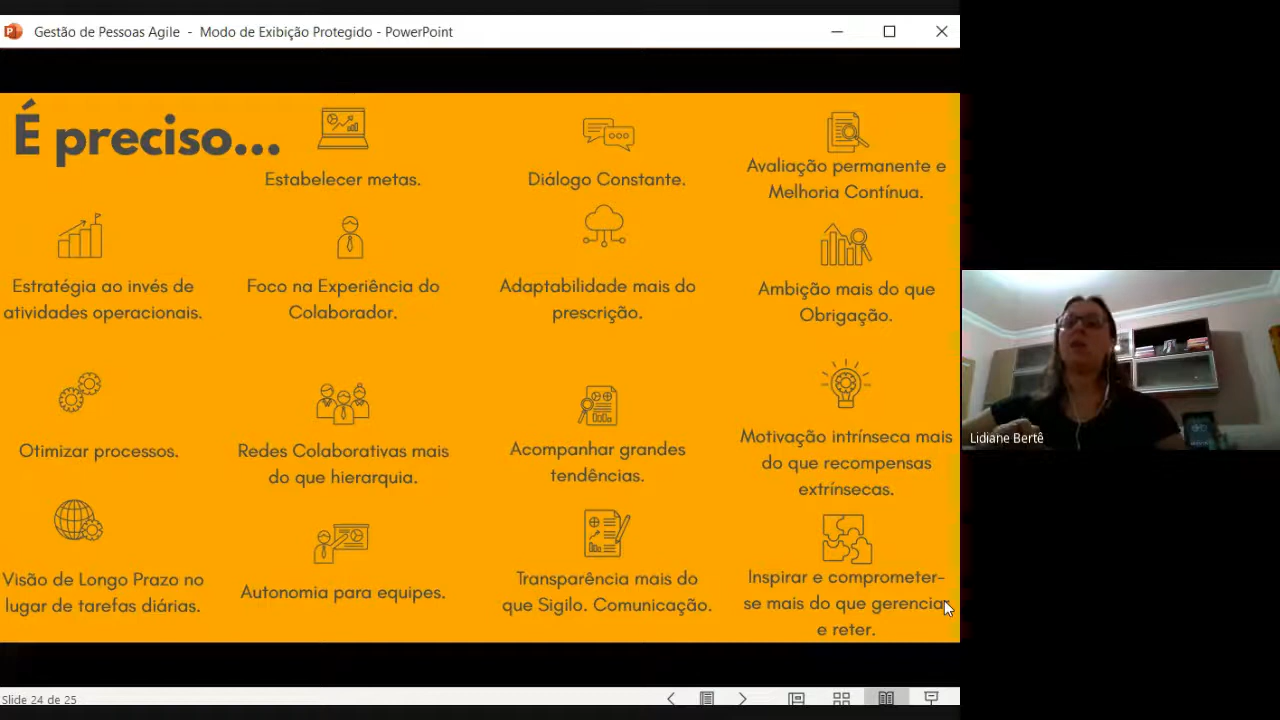 Gestão de Pessoas Agile - Modo de Exibição Protegido - PowerPoint
É preciso...
Estabelecer metas.
Diálogo Constante.
Avaliação permanente e
Melhoria Contínua.
Estratégia ao invés de
atividades operacionais.
Foco na Experiência do
Colaborador.
Adaptabilidade mais do
prescrição.
Ambição mais do que
Obrigação.
Otimizar processos.
Redes Colaborativas mais
do que hierarquia.
Acompanhar grandes
tendências.
Motivação intrínseca mais
do que recompensas
extrínsecas.
Visão de Longo Prazo no
lugar de tarefas diárias.
Autonomia para equipes.
Transparência mais do
que Sigilo. Comunicação.
Inspirar e comprometer-
se mais do que gerenciar
e reter.
Lidiane Bertê
Slide 24 de 25